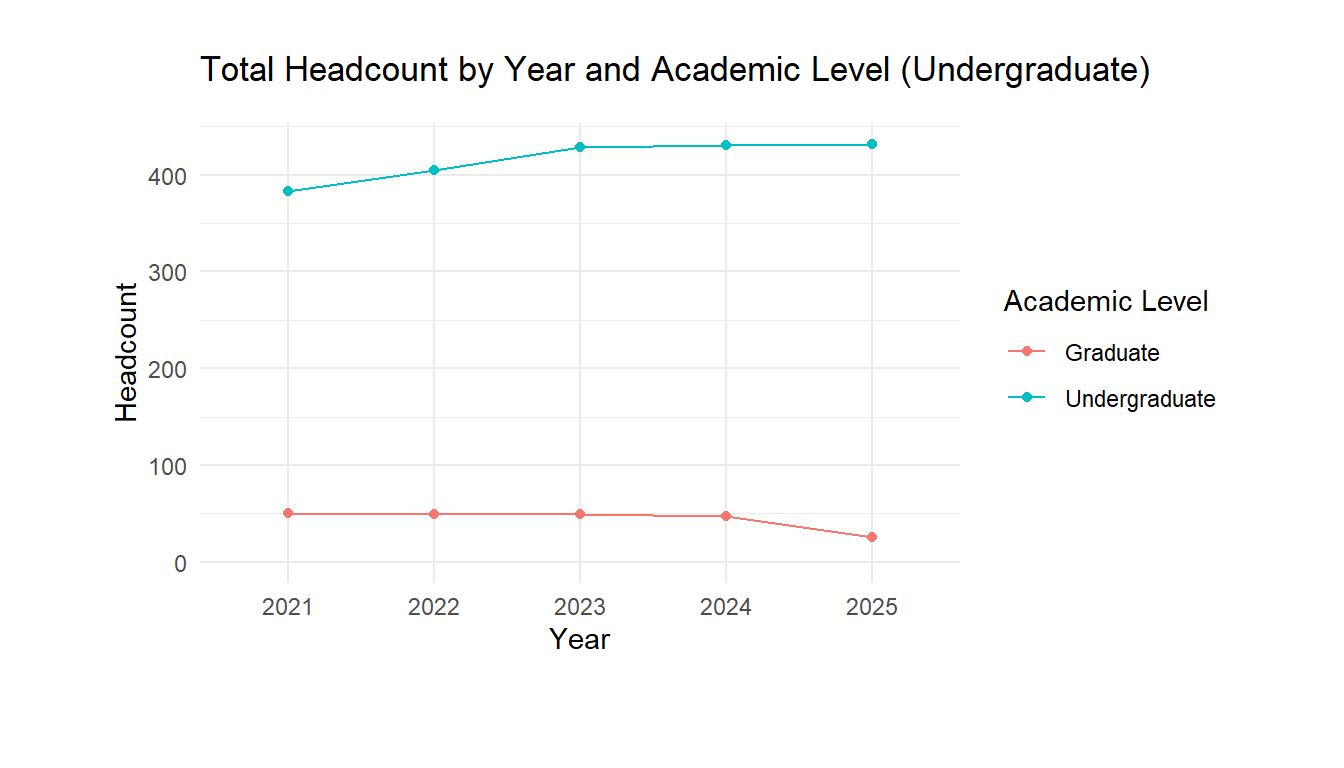 Total Headcount by Year and Academic Level (Undergraduate)
Headcount
400
300
200
100
0
2021 2022 2023 2024 2025
Year
Academic Level
Graduate
Undergraduate